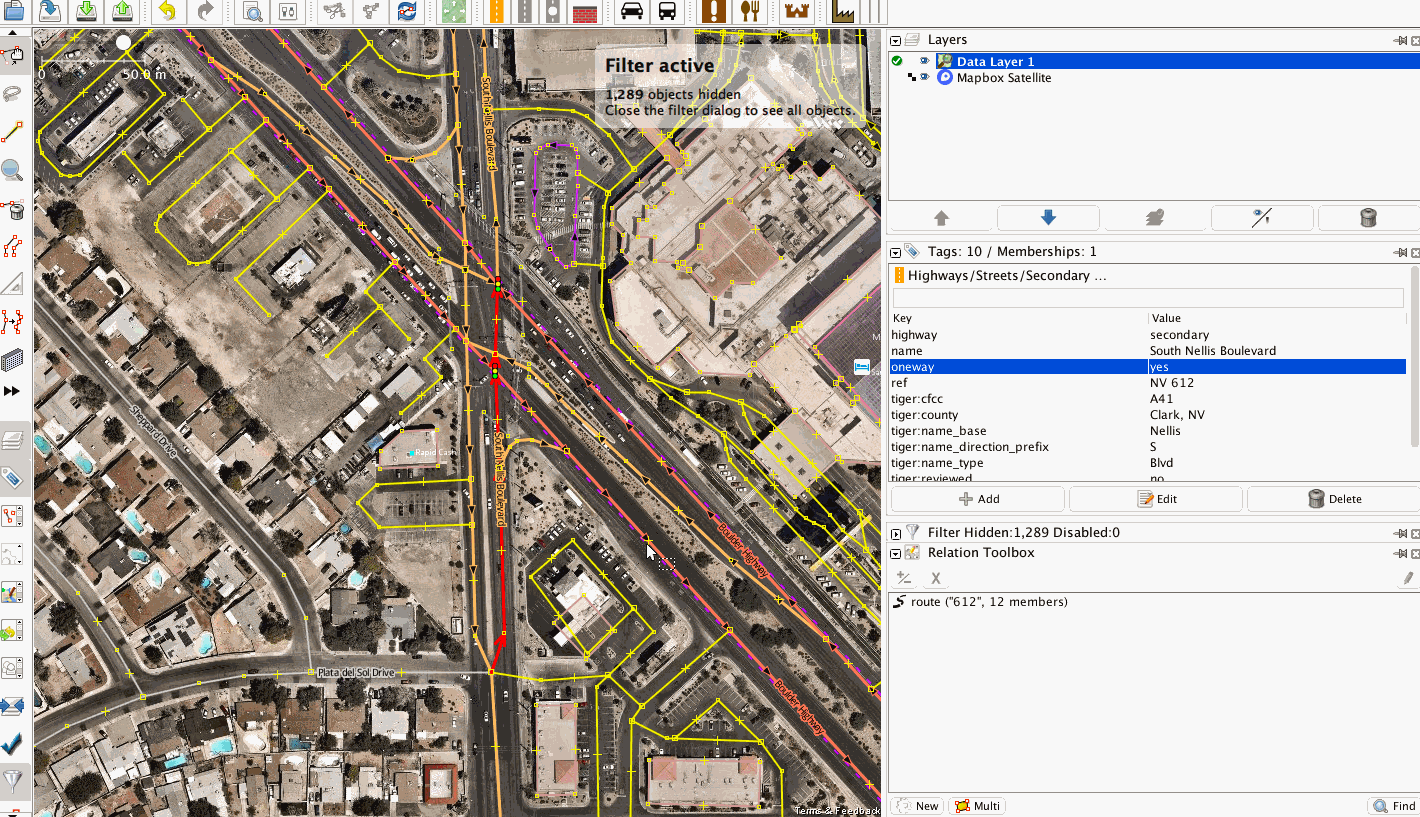 0
50.0 m
Filter active
1,289 objects hidden
Close the filter dialog to see all objects.
South Nellis Boulevard
Sheppard Drive
Rapid Cash
South Nellis Boulevard
Boulder Highway
Boulder Highway
Plata del Sol Drive
Terms & Feedback
Layers
Data Layer 1
Mapbox Satellite
Tags: 10 / Memberships: 1
Highways/Streets/Secondary ...
Key Value
highway secondary
name South Nellis Boulevard
oneway yes
ref NV 612
tiger:cfcc A41
tiger:county Clark, NV
tiger:name_base Nellis
tiger:name_direction_prefix S
tiger:name_type Blvd
tiger:reviewed no
Add Edit Delete
Filter Hidden:1,289 Disabled:0
Relation Toolbox
route ("612", 12 members)
New Multi Find